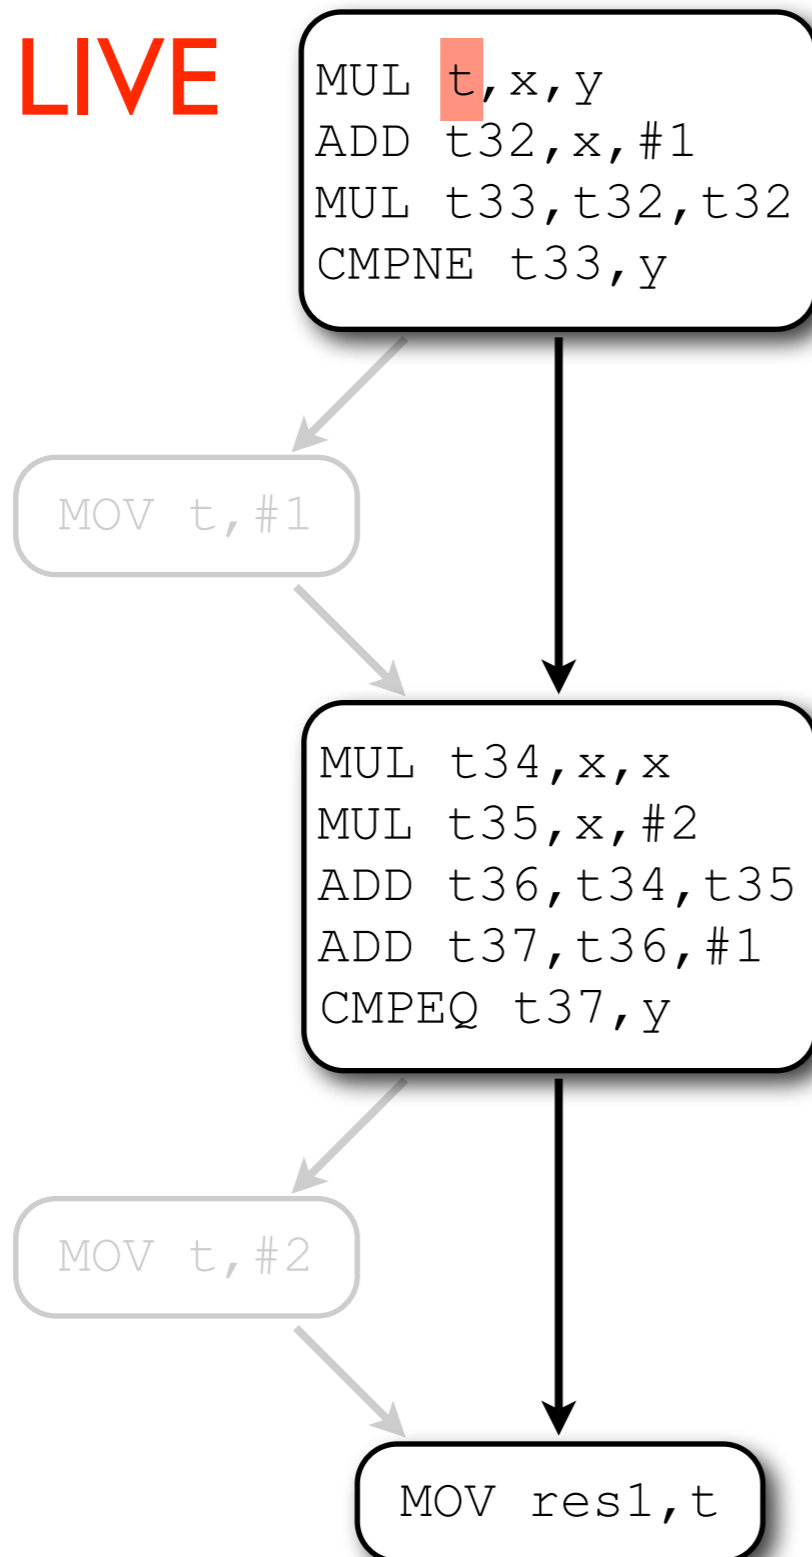 LIVE
MUL t,x,y
ADD t32,x,#1
MUL t33,t32,t32
CMPNE t33,y
MOV t,#1
MUL t34,x,x
MUL t35,x,#2
ADD t36,t34,t35
ADD t37,t36,#1
CMPEQ t37,y
MOV t,#2
MOV res1,t